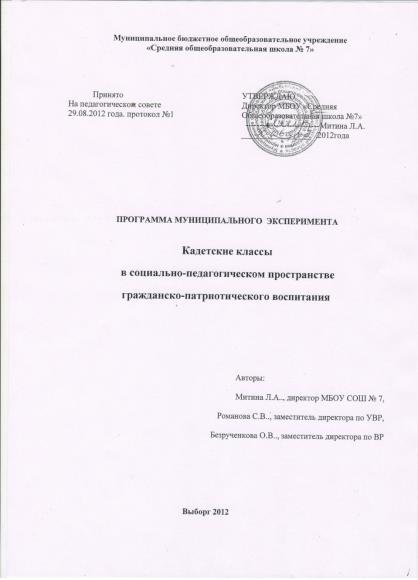 Муниципальное бюджетное общеобразовательное учреждение
«Средняя общеобразовательная школа № 7»
Принято
На педагогическом совете
29.08.2012 года. протокол №1
УТВЕРЖДАЮ
Директор МБОУ «Средняя
Общеобразовательная школа №7»
Митина Л.А.
2012года
ПРОГРАММА МУНИЦИПАЛЬНОГО ЭКСПЕРИМЕНТА
Кадетские классы
в социально-педагогическом пространстве
гражданско-патриотического воспитания
Авторы:
Митина Л.А.., директор МБОУ СОШ № 7,
Романова С.В.., заместитель директора по УВР,
Безрученкова О.В.., заместитель директора по ВР
Выборг 2012